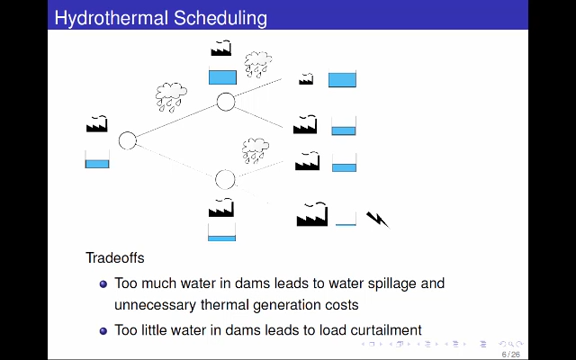 Hydrothermal Scheduling
Tradeoffs
Too much water in dams leads to water spillage and
unnecessary thermal generation costs
Too little water in dams leads to load curtailment
6/26